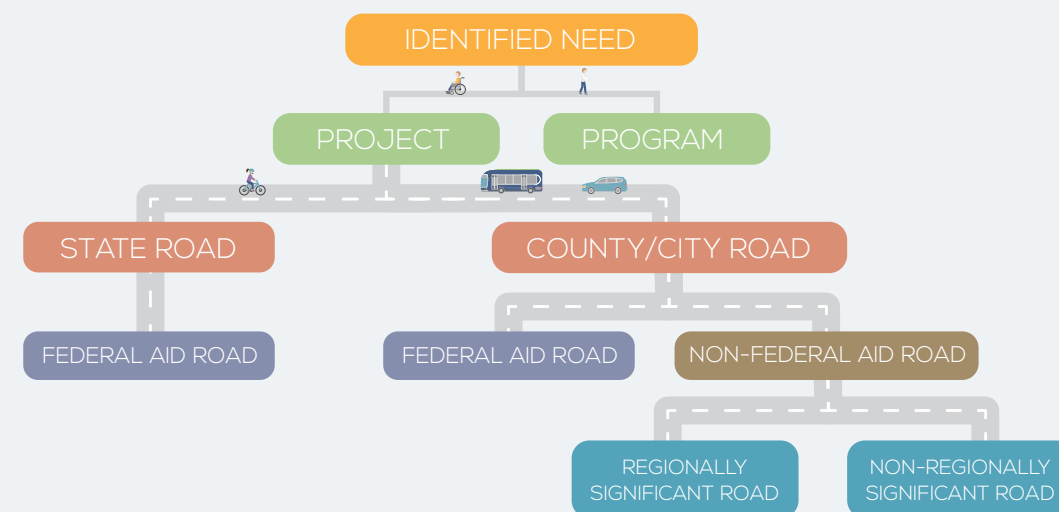 IDENTIFIED NEED
PROJECT
PROGRAM
STATE ROAD
COUNTY/CITY ROAD
FEDERAL AID ROAD
FEDERAL AID ROAD
NON-FEDERAL AID ROAD
REGIONALLY
SIGNIFICANT ROAD
NON-REGIONALLY
SIGNIFICANT ROAD